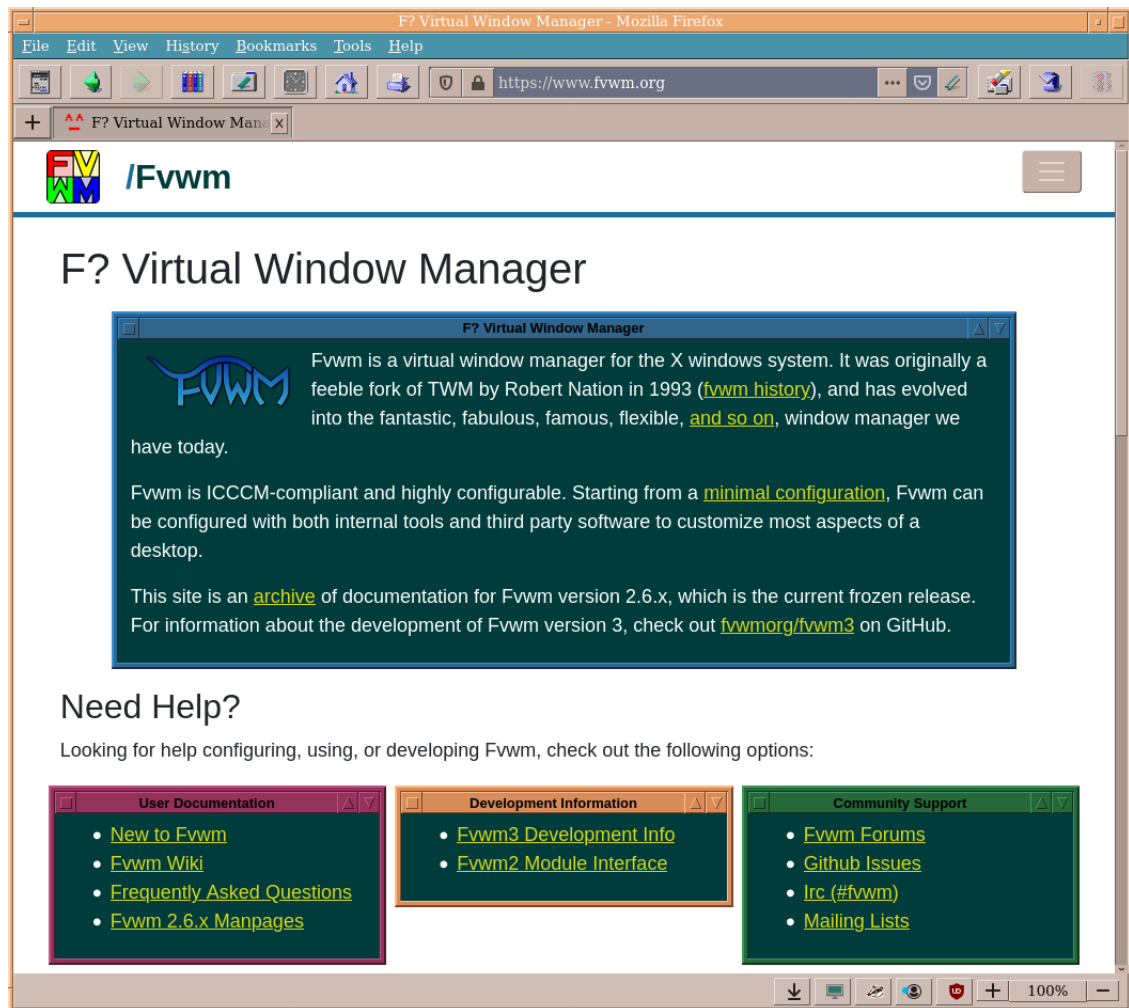 F? Virtual Window Manager - Mozilla Firefox
File Edit View History Bookmarks Tools Help
https://www.fvwm.org
F? Virtual Window Mana
FVWM
/Fvwm
F? Virtual Window Manager
F? Virtual Window Manager
FVWM
Fvwm is a virtual window manager for the X windows system. It was originally a
feeble fork of TWM by Robert Nation in 1993 (fvwm history), and has evolved
into the fantastic, fabulous, famous, flexible, and so on, window manager we
have today.
Fvwm is ICCCM-compliant and highly configurable. Starting from a minimal configuration, Fvwm can
be configured with both internal tools and third party software to customize most aspects of a
desktop.
This site is an archive of documentation for Fvwm version 2.6.x, which is the current frozen release.
For information about the development of Fvwm version 3, check out fvwmorg/fvwm3 on GitHub.
Need Help?
Looking for help configuring, using, or developing Fvwm, check out the following options:
User Documentation
New to Fvwm
Fvwm Wiki
Frequently Asked Questions
Fvwm 2.6.x Manpages
Development Information
Fvwm3 Development Info
Fvwm2 Module Interface
Community Support
Fvwm Forums
Github Issues
Irc (#fvwm)
Mailing Lists
100%